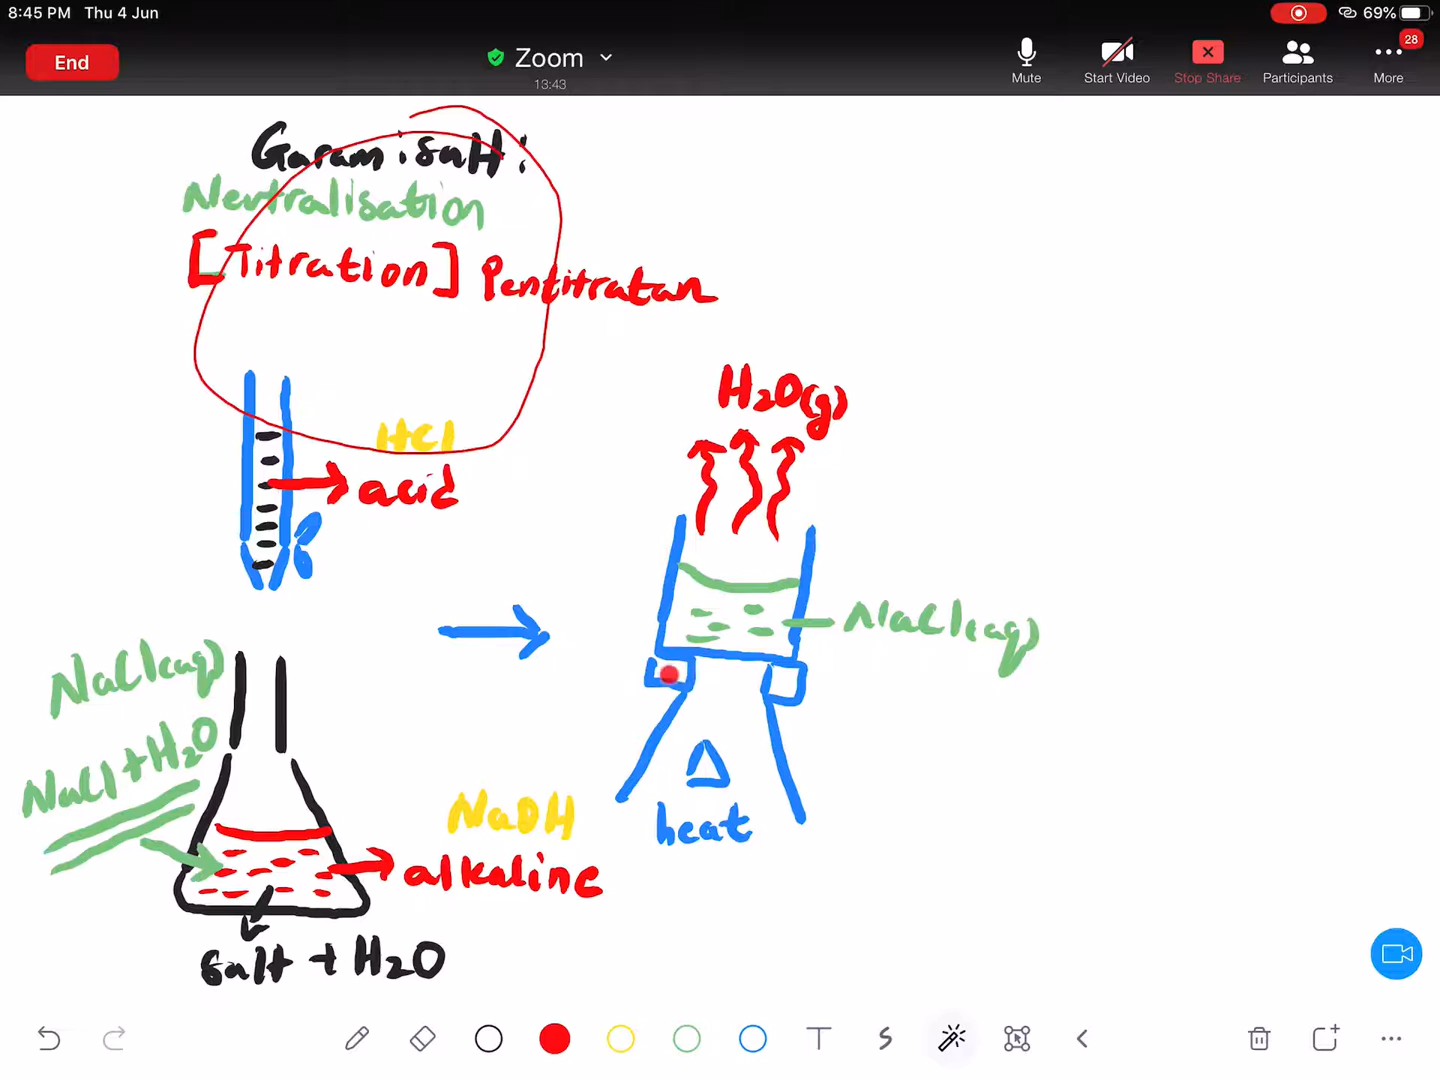 8:45 PM Thu 4 Jun
69%
End
Zoom
13:43
Mute
Start Video
Stop Share
Participants
28
More
Garam : salt :
Neutralisation
[Titration] Pentitratan
HCl
acid
H₂O(g)
NaCl(aq)
NaCl(aq)
NaCl + H₂O
NaOH
alkaline
heat
salt + H₂O
T